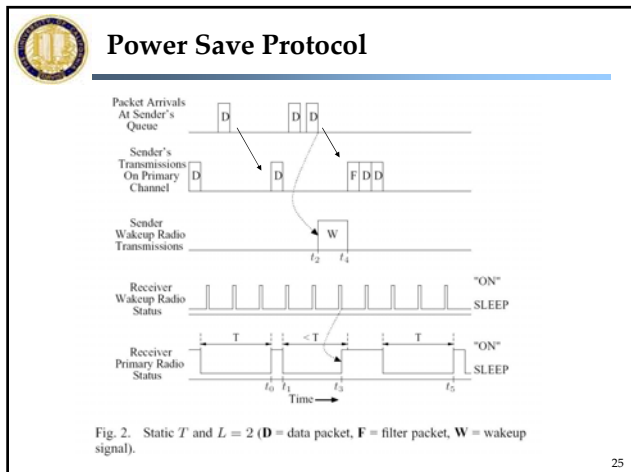 Power Save Protocol
Packet Arrivals
At Sender's
Queue
D
D
D
Sender's
Transmissions
On Primary
Channel
D
D
F D D
Sender
Wakeup Radio
Transmissions
W
t2
t4
Receiver
Wakeup Radio
Status
"ON"
SLEEP
T
< T
T
Receiver
Primary Radio
Status
"ON"
SLEEP
t0
t1
t3
t5
Time
Fig. 2. Static T and L = 2 (D = data packet, F = filter packet, W = wakeup
signal).
25